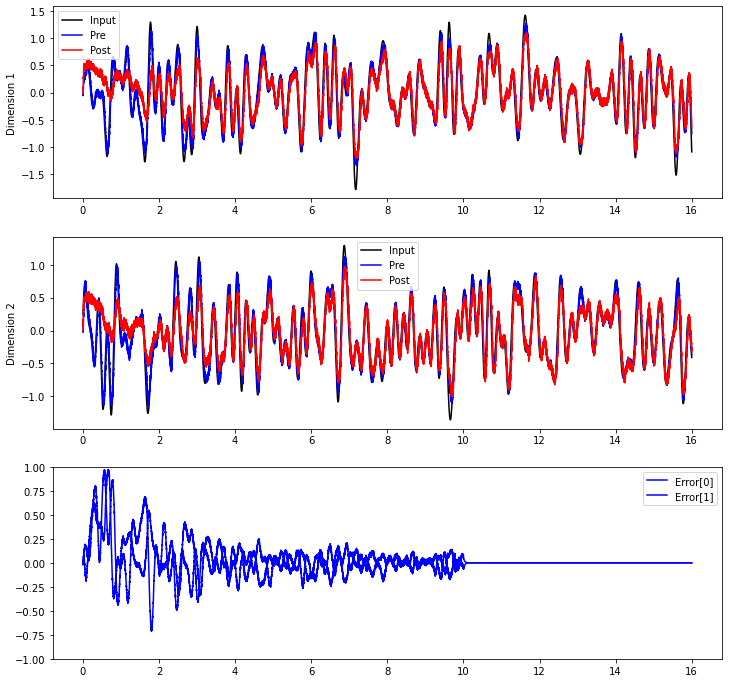 Dimension 1
1.5
1.0
0.5
0.0
−0.5
−1.0
−1.5
Input
Pre
Post
0 2 4 6 8 10 12 14 16
Dimension 2
1.0
0.5
0.0
−0.5
−1.0
Input
Pre
Post
0 2 4 6 8 10 12 14 16
1.00
0.75
0.50
0.25
0.00
−0.25
−0.50
−0.75
−1.00
Error[0]
Error[1]
0 2 4 6 8 10 12 14 16